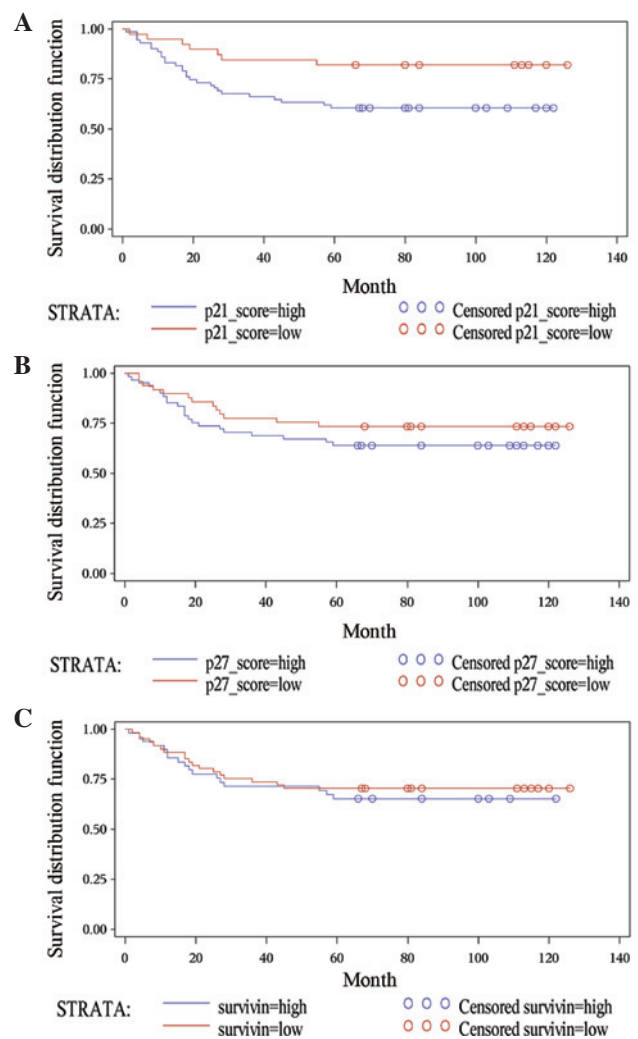 A
Survival distribution function
1.00
0.75
0.50
0.25
0.00
0 20 40 60 80 100 120 140
Month
STRATA: p21_score=high Censored p21_score=high
p21_score=low Censored p21_score=low
B
Survival distribution function
1.00
0.75
0.50
0.25
0.00
0 20 40 60 80 100 120 140
Month
STRATA: p27_score=high Censored p27_score=high
p27_score=low Censored p27_score=low
C
Survival distribution function
1.00
0.75
0.50
0.25
0.00
0 20 40 60 80 100 120 140
Month
STRATA: survivin=high Censored survivin=high
survivin=low Censored survivin=low